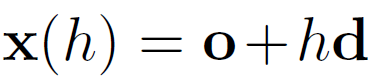 x(h) = o+hd